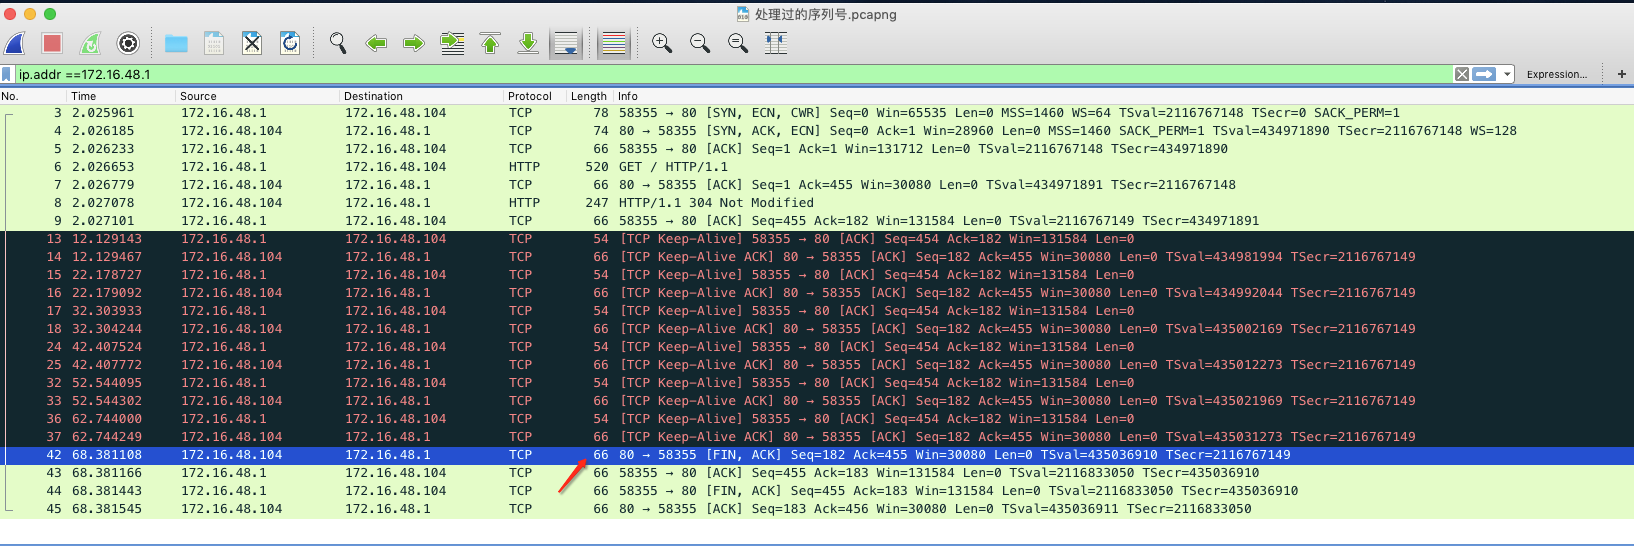 处理过的序列号.pcapng
ip.addr ==172.16.48.1 Expression... +
No. Time Source Destination Protocol Length Info
3 2.025961 172.16.48.1 172.16.48.104 TCP 78 58355 → 80 [SYN, ECN, CWR] Seq=0 Win=65535 Len=0 MSS=1460 WS=64 TSval=2116767148 TSecr=0 SACK_PERM=1
4 2.026185 172.16.48.104 172.16.48.1 TCP 74 80 → 58355 [SYN, ACK, ECN] Seq=0 Ack=1 Win=28960 Len=0 MSS=1460 SACK_PERM=1 TSval=434971890 TSecr=2116767148 WS=128
5 2.026233 172.16.48.1 172.16.48.104 TCP 66 58355 → 80 [ACK] Seq=1 Ack=1 Win=131712 Len=0 TSval=2116767148 TSecr=434971890
6 2.026653 172.16.48.1 172.16.48.104 HTTP 520 GET / HTTP/1.1
7 2.026779 172.16.48.104 172.16.48.1 TCP 66 80 → 58355 [ACK] Seq=1 Ack=455 Win=30080 Len=0 TSval=434971891 TSecr=2116767148
8 2.027078 172.16.48.104 172.16.48.1 HTTP 247 HTTP/1.1 304 Not Modified
9 2.027101 172.16.48.1 172.16.48.104 TCP 66 58355 → 80 [ACK] Seq=455 Ack=182 Win=131584 Len=0 TSval=2116767149 TSecr=434971891
13 12.129143 172.16.48.1 172.16.48.104 TCP 54 [TCP Keep-Alive] 58355 → 80 [ACK] Seq=454 Ack=182 Win=131584 Len=0
14 12.129467 172.16.48.104 172.16.48.1 TCP 66 [TCP Keep-Alive ACK] 80 → 58355 [ACK] Seq=182 Ack=455 Win=30080 Len=0 TSval=434981994 TSecr=2116767149
15 22.178727 172.16.48.1 172.16.48.104 TCP 54 [TCP Keep-Alive] 58355 → 80 [ACK] Seq=454 Ack=182 Win=131584 Len=0
16 22.179092 172.16.48.104 172.16.48.1 TCP 66 [TCP Keep-Alive ACK] 80 → 58355 [ACK] Seq=182 Ack=455 Win=30080 Len=0 TSval=434992044 TSecr=2116767149
17 32.303933 172.16.48.1 172.16.48.104 TCP 54 [TCP Keep-Alive] 58355 → 80 [ACK] Seq=454 Ack=182 Win=131584 Len=0
18 32.304244 172.16.48.104 172.16.48.1 TCP 66 [TCP Keep-Alive ACK] 80 → 58355 [ACK] Seq=182 Ack=455 Win=30080 Len=0 TSval=435002169 TSecr=2116767149
24 42.407524 172.16.48.1 172.16.48.104 TCP 54 [TCP Keep-Alive] 58355 → 80 [ACK] Seq=454 Ack=182 Win=131584 Len=0
25 42.407772 172.16.48.104 172.16.48.1 TCP 66 [TCP Keep-Alive ACK] 80 → 58355 [ACK] Seq=182 Ack=455 Win=30080 Len=0 TSval=435012273 TSecr=2116767149
32 52.544095 172.16.48.1 172.16.48.104 TCP 54 [TCP Keep-Alive] 58355 → 80 [ACK] Seq=454 Ack=182 Win=131584 Len=0
33 52.544302 172.16.48.104 172.16.48.1 TCP 66 [TCP Keep-Alive ACK] 80 → 58355 [ACK] Seq=182 Ack=455 Win=30080 Len=0 TSval=435021969 TSecr=2116767149
36 62.744000 172.16.48.1 172.16.48.104 TCP 54 [TCP Keep-Alive] 58355 → 80 [ACK] Seq=454 Ack=182 Win=131584 Len=0
37 62.744249 172.16.48.104 172.16.48.1 TCP 66 [TCP Keep-Alive ACK] 80 → 58355 [ACK] Seq=182 Ack=455 Win=30080 Len=0 TSval=435031273 TSecr=2116767149
42 68.381108 172.16.48.104 172.16.48.1 TCP 66 80 → 58355 [FIN, ACK] Seq=182 Ack=455 Win=30080 Len=0 TSval=435036910 TSecr=2116767149
43 68.381166 172.16.48.1 172.16.48.104 TCP 66 58355 → 80 [ACK] Seq=455 Ack=183 Win=131584 Len=0 TSval=2116833050 TSecr=435036910
44 68.381443 172.16.48.1 172.16.48.104 TCP 66 58355 → 80 [FIN, ACK] Seq=455 Ack=183 Win=131584 Len=0 TSval=2116833050 TSecr=435036910
45 68.381545 172.16.48.104 172.16.48.1 TCP 66 80 → 58355 [ACK] Seq=183 Ack=456 Win=30080 Len=0 TSval=435036911 TSecr=2116833050